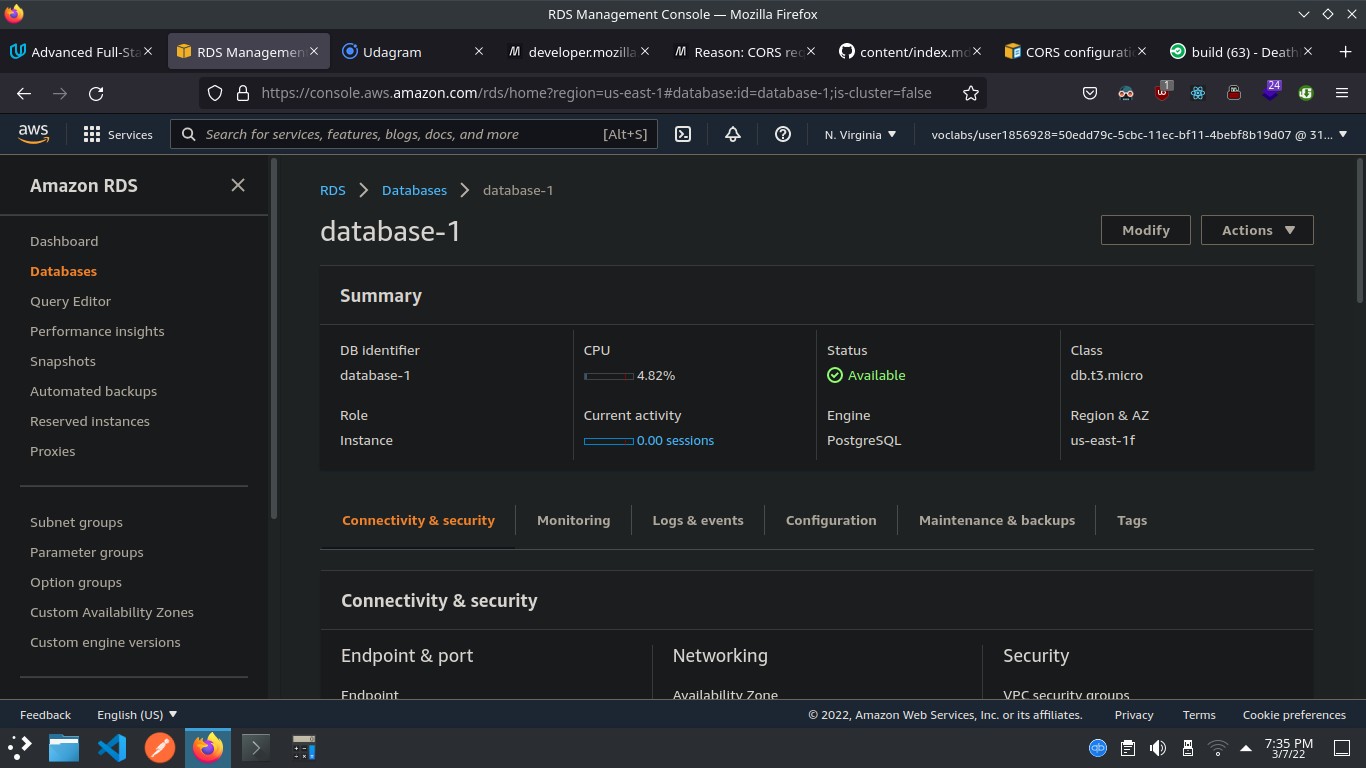 RDS Management Console — Mozilla Firefox
Advanced Full-Sta
RDS Managemen
Udagram
developer.mozilla
Reason: CORS req
content/index.md
CORS configurati
build (63) - Death
https://console.aws.amazon.com/rds/home?region=us-east-1#database:id=database-1;is-cluster=false
1
24
aws
Services
Search for services, features, blogs, docs, and more
[Alt+S]
N. Virginia
voclabs/user1856928=50edd79c-5cbc-11ec-bf11-4bebf8b19d07 @ 31...
Amazon RDS
Dashboard
Databases
Query Editor
Performance insights
Snapshots
Automated backups
Reserved instances
Proxies
Subnet groups
Parameter groups
Option groups
Custom Availability Zones
Custom engine versions
RDS
Databases
database-1
database-1
Modify
Actions
Summary
DB identifier
database-1
CPU
4.82%
Status
Available
Class
db.t3.micro
Role
Instance
Current activity
0.00 sessions
Engine
PostgreSQL
Region & AZ
us-east-1f
Connectivity & security
Monitoring
Logs & events
Configuration
Maintenance & backups
Tags
Connectivity & security
Endpoint & port
Networking
Security
Endpoint
Availability Zone
VPC security groups
Feedback
English (US)
© 2022, Amazon Web Services, Inc. or its affiliates.
Privacy
Terms
Cookie preferences
qb
7:35 PM
3/7/22